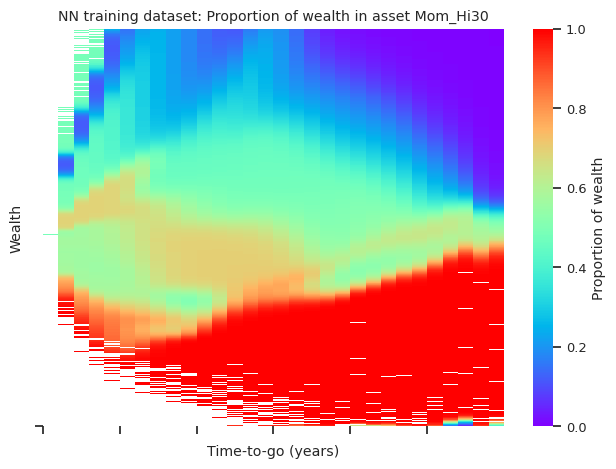 NN training dataset: Proportion of wealth in asset Mom_Hi30
Wealth
Time-to-go (years)
1.0
0.8
0.6
0.4
0.2
0.0
Proportion of wealth